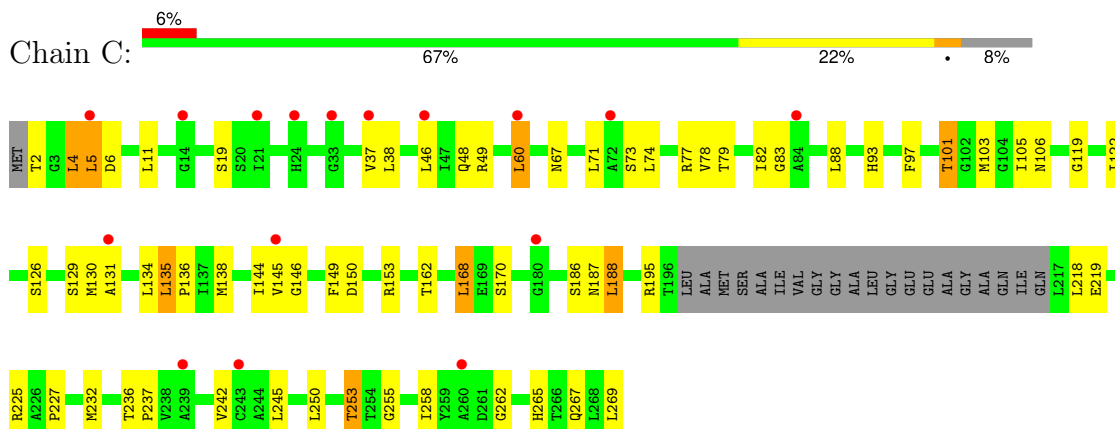 6%
Chain C:
67% 22% • 8%
MET T2 G3 L4 L5 D6 L11 G14 S19 S20 I21 H24 G33 V37 L38 L46 I47 Q48 R49 L60 N67 L71 A72 S73 L74 R77 V78 T79 I82 G83 A84 L88 H93 F97 T101 G102 M103 G104 I105 N106 G119
S126 S129 M130 A131 L134 L135 P136 I137 M138 I144 V145 G146 F149 D150 R153 T162 L168 E169 S170 G180 S186 N187 L188 R195 T196 LEU ALA MET SER ALA ILE VAL GLY GLY ALA LEU GLY GLU GLU ALA GLY ALA GLN ILE GLN L217 L218 E219
R225 A226 P227 M232 T236 P237 V238 A239 V242 C243 A244 L245 L250 T253 T254 G255 I258 Y259 A260 D261 G262 H265 T266 Q267 L268 L269